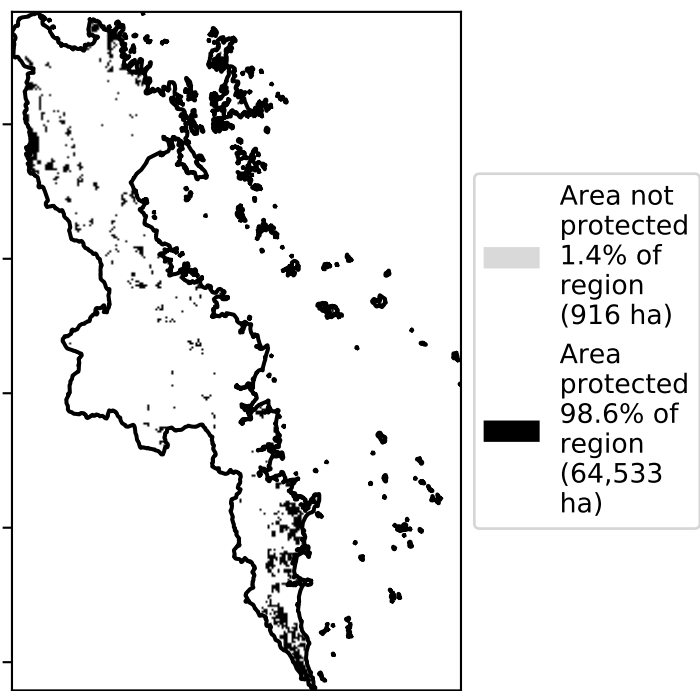 Area not
protected
1.4% of
region
(916 ha)
Area
protected
98.6% of
region
(64,533
ha)